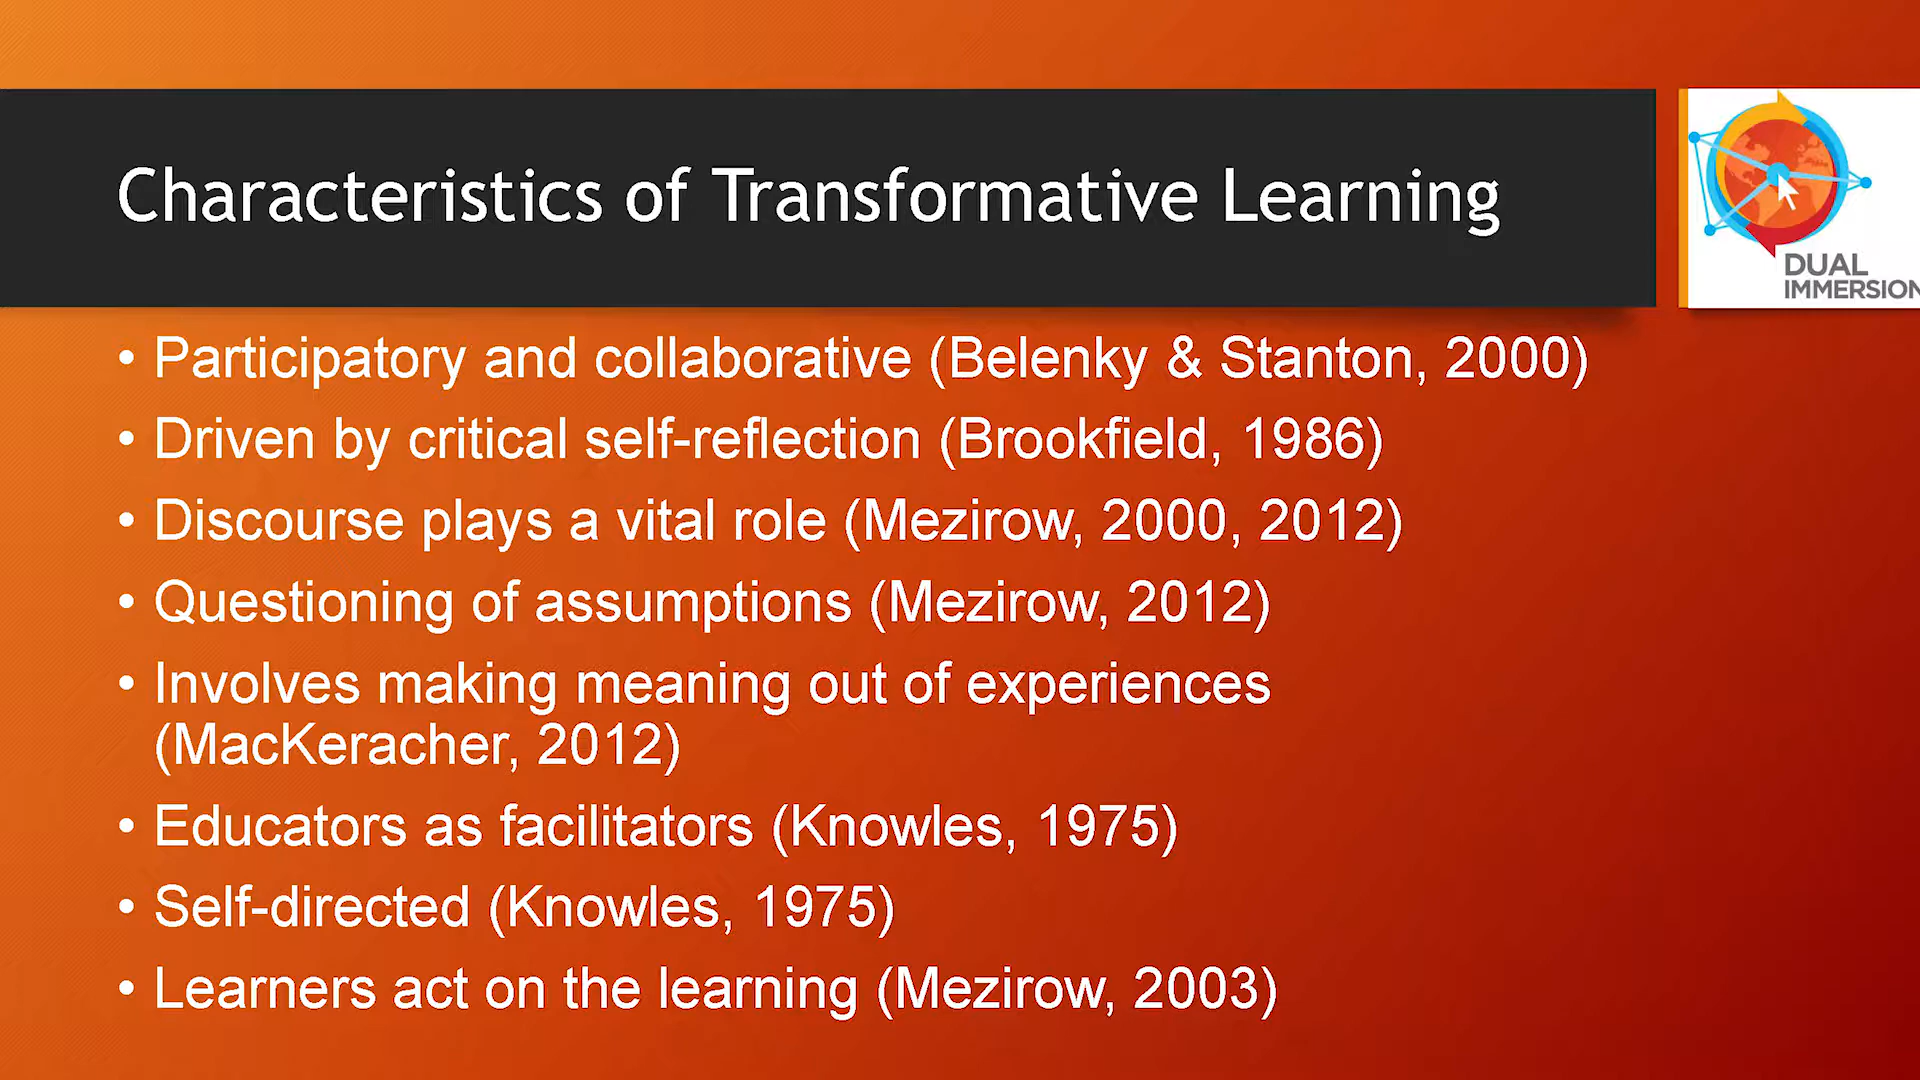 Characteristics of Transformative Learning
DUAL
IMMERSION
• Participatory and collaborative (Belenky & Stanton, 2000)
• Driven by critical self-reflection (Brookfield, 1986)
• Discourse plays a vital role (Mezirow, 2000, 2012)
• Questioning of assumptions (Mezirow, 2012)
• Involves making meaning out of experiences
(MacKeracher, 2012)
• Educators as facilitators (Knowles, 1975)
• Self-directed (Knowles, 1975)
• Learners act on the learning (Mezirow, 2003)